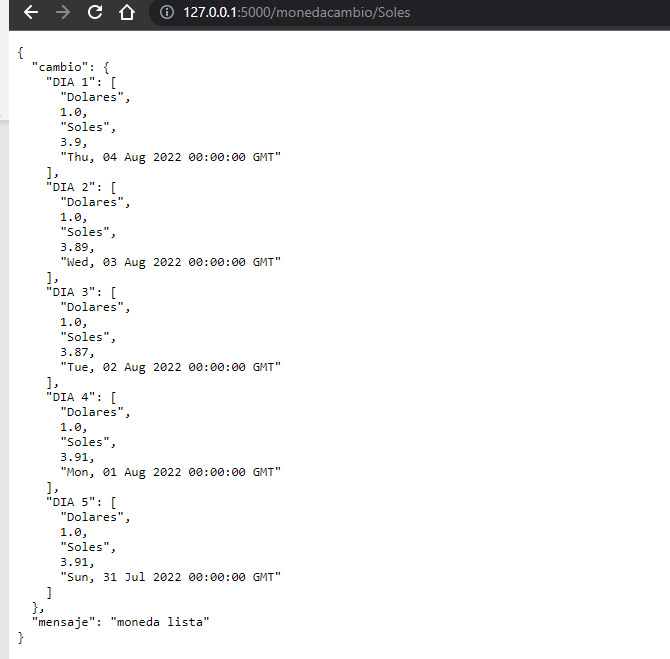 127.0.0.1:5000/monedacambio/Soles
{
  "cambio": {
    "DIA 1": [
      "Dolares",
      1.0,
      "Soles",
      3.9,
      "Thu, 04 Aug 2022 00:00:00 GMT"
    ],
    "DIA 2": [
      "Dolares",
      1.0,
      "Soles",
      3.89,
      "Wed, 03 Aug 2022 00:00:00 GMT"
    ],
    "DIA 3": [
      "Dolares",
      1.0,
      "Soles",
      3.87,
      "Tue, 02 Aug 2022 00:00:00 GMT"
    ],
    "DIA 4": [
      "Dolares",
      1.0,
      "Soles",
      3.91,
      "Mon, 01 Aug 2022 00:00:00 GMT"
    ],
    "DIA 5": [
      "Dolares",
      1.0,
      "Soles",
      3.91,
      "Sun, 31 Jul 2022 00:00:00 GMT"
    ]
  },
  "mensaje": "moneda lista"
}